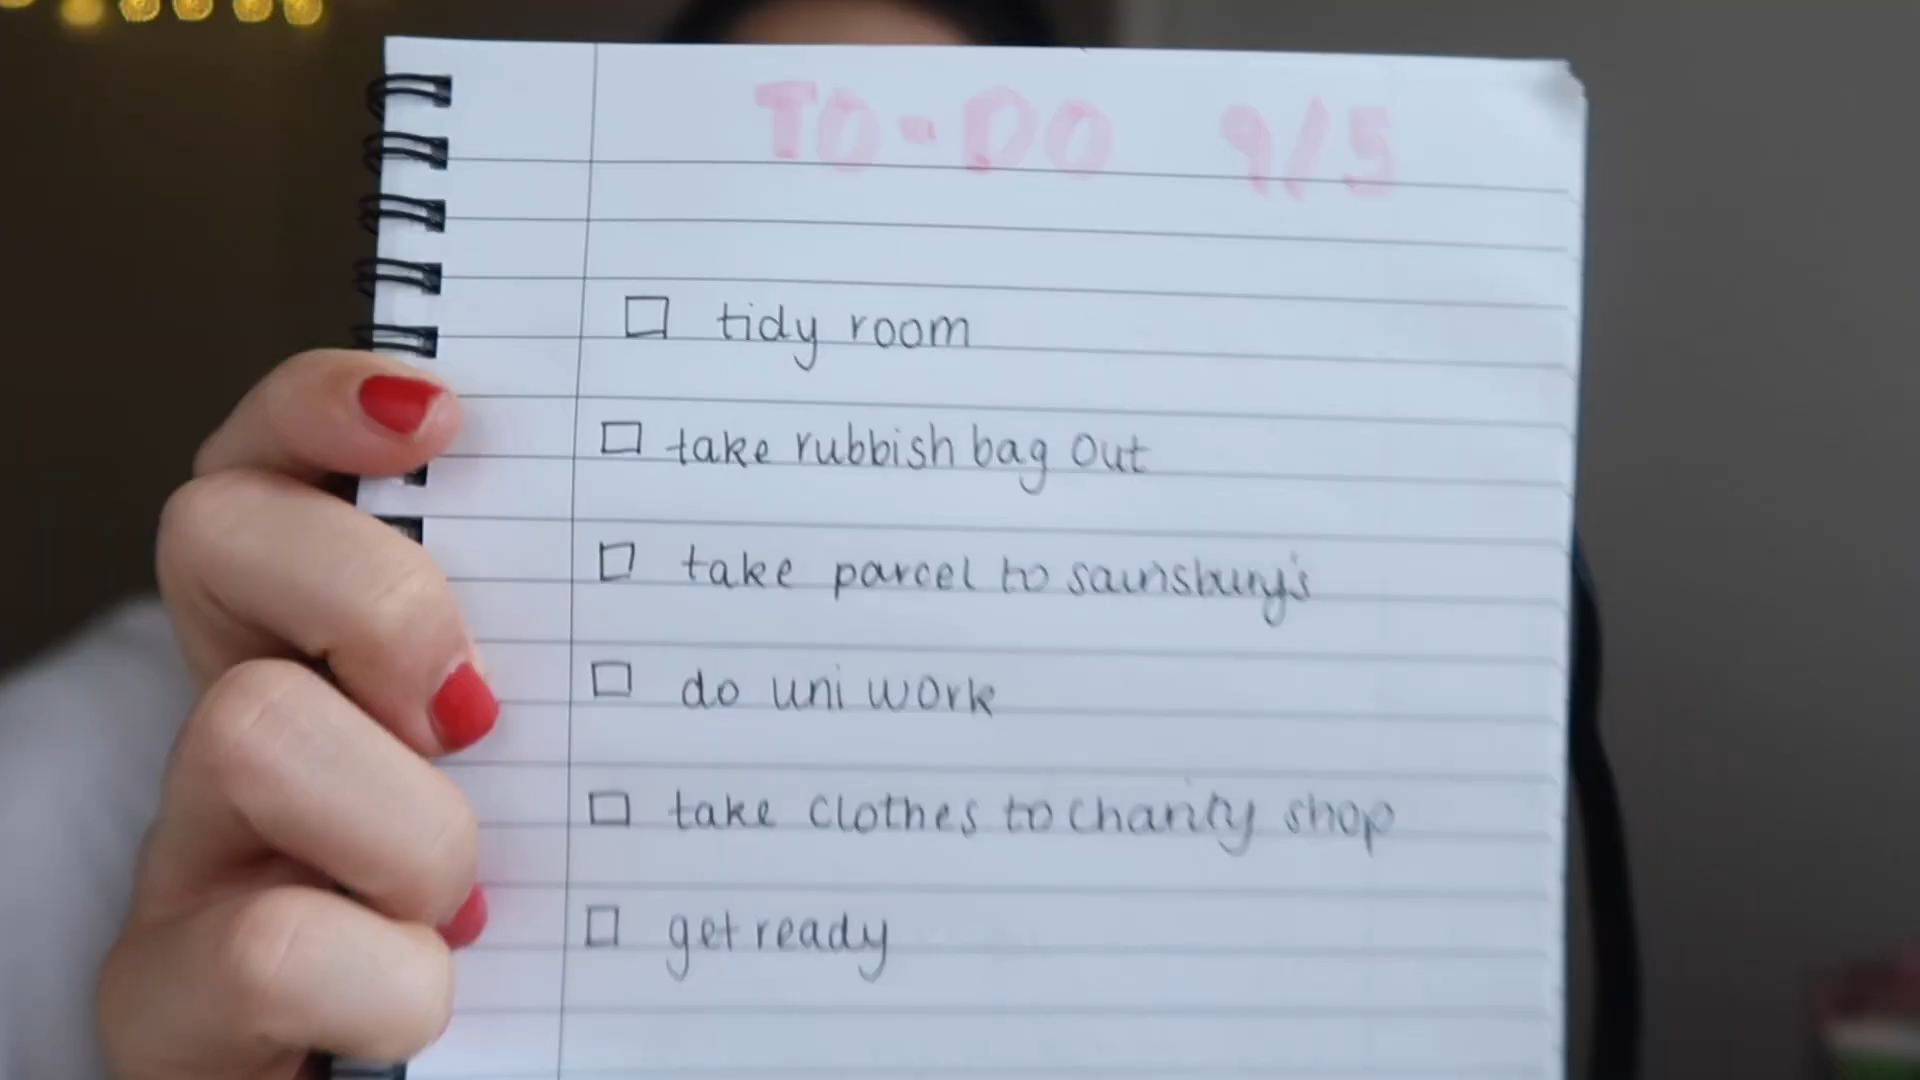 TO-DO 9/5
tidy room
take rubbish bag out
take parcel to sainsbury's
do uni work
take clothes to charity shop
get ready